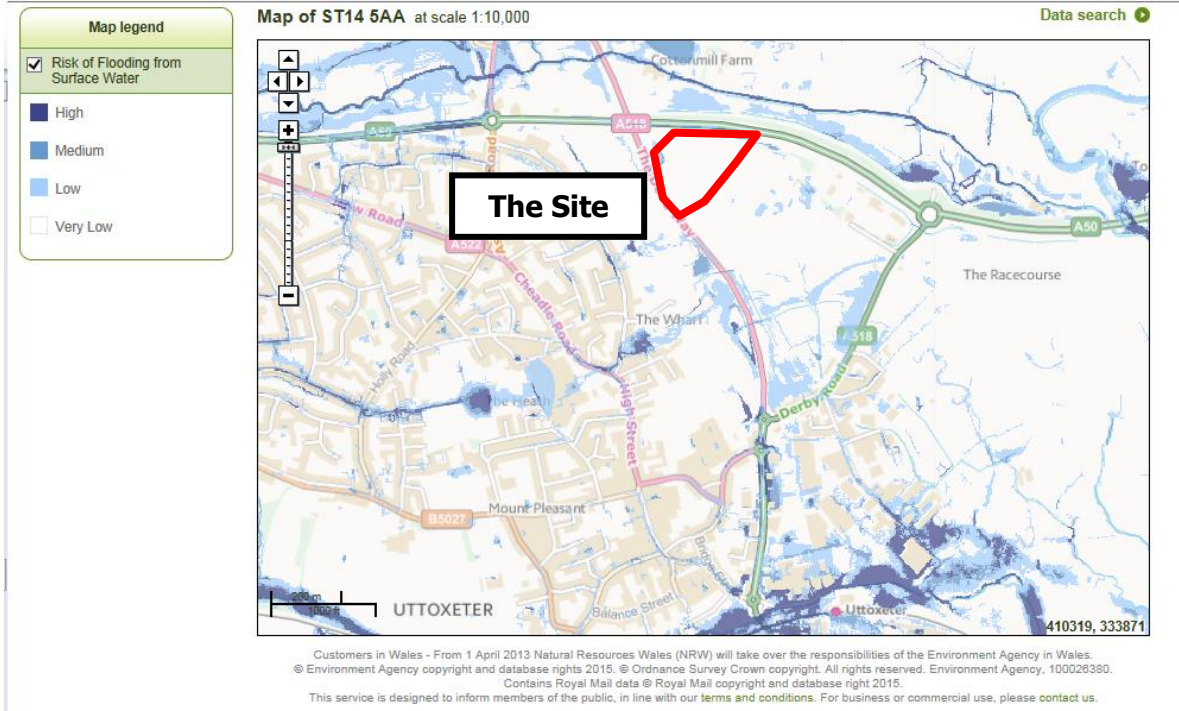 Map legend
Risk of Flooding from
Surface Water
High
Medium
Low
Very Low
Map of ST14 5AA at scale 1:10,000
Data search
Cottonmill Farm
A50
A518
The Site
A522
Cheadle Road
The Wharf
The Racecourse
A50
A518
Holly Road
The Heath
High Street
Derby Road
Mount Pleasant
B5027
Balance Street
200 m
1000 ft
UTTOXETER
Uttoxeter
410319, 333871
Customers in Wales - From 1 April 2013 Natural Resources Wales (NRW) will take over the responsibilities of the Environment Agency in Wales.
© Environment Agency copyright and database rights 2015. © Ordnance Survey Crown copyright. All rights reserved. Environment Agency, 100026380.
Contains Royal Mail data © Royal Mail copyright and database right 2015.
This service is designed to inform members of the public, in line with our terms and conditions. For business or commercial use, please contact us.